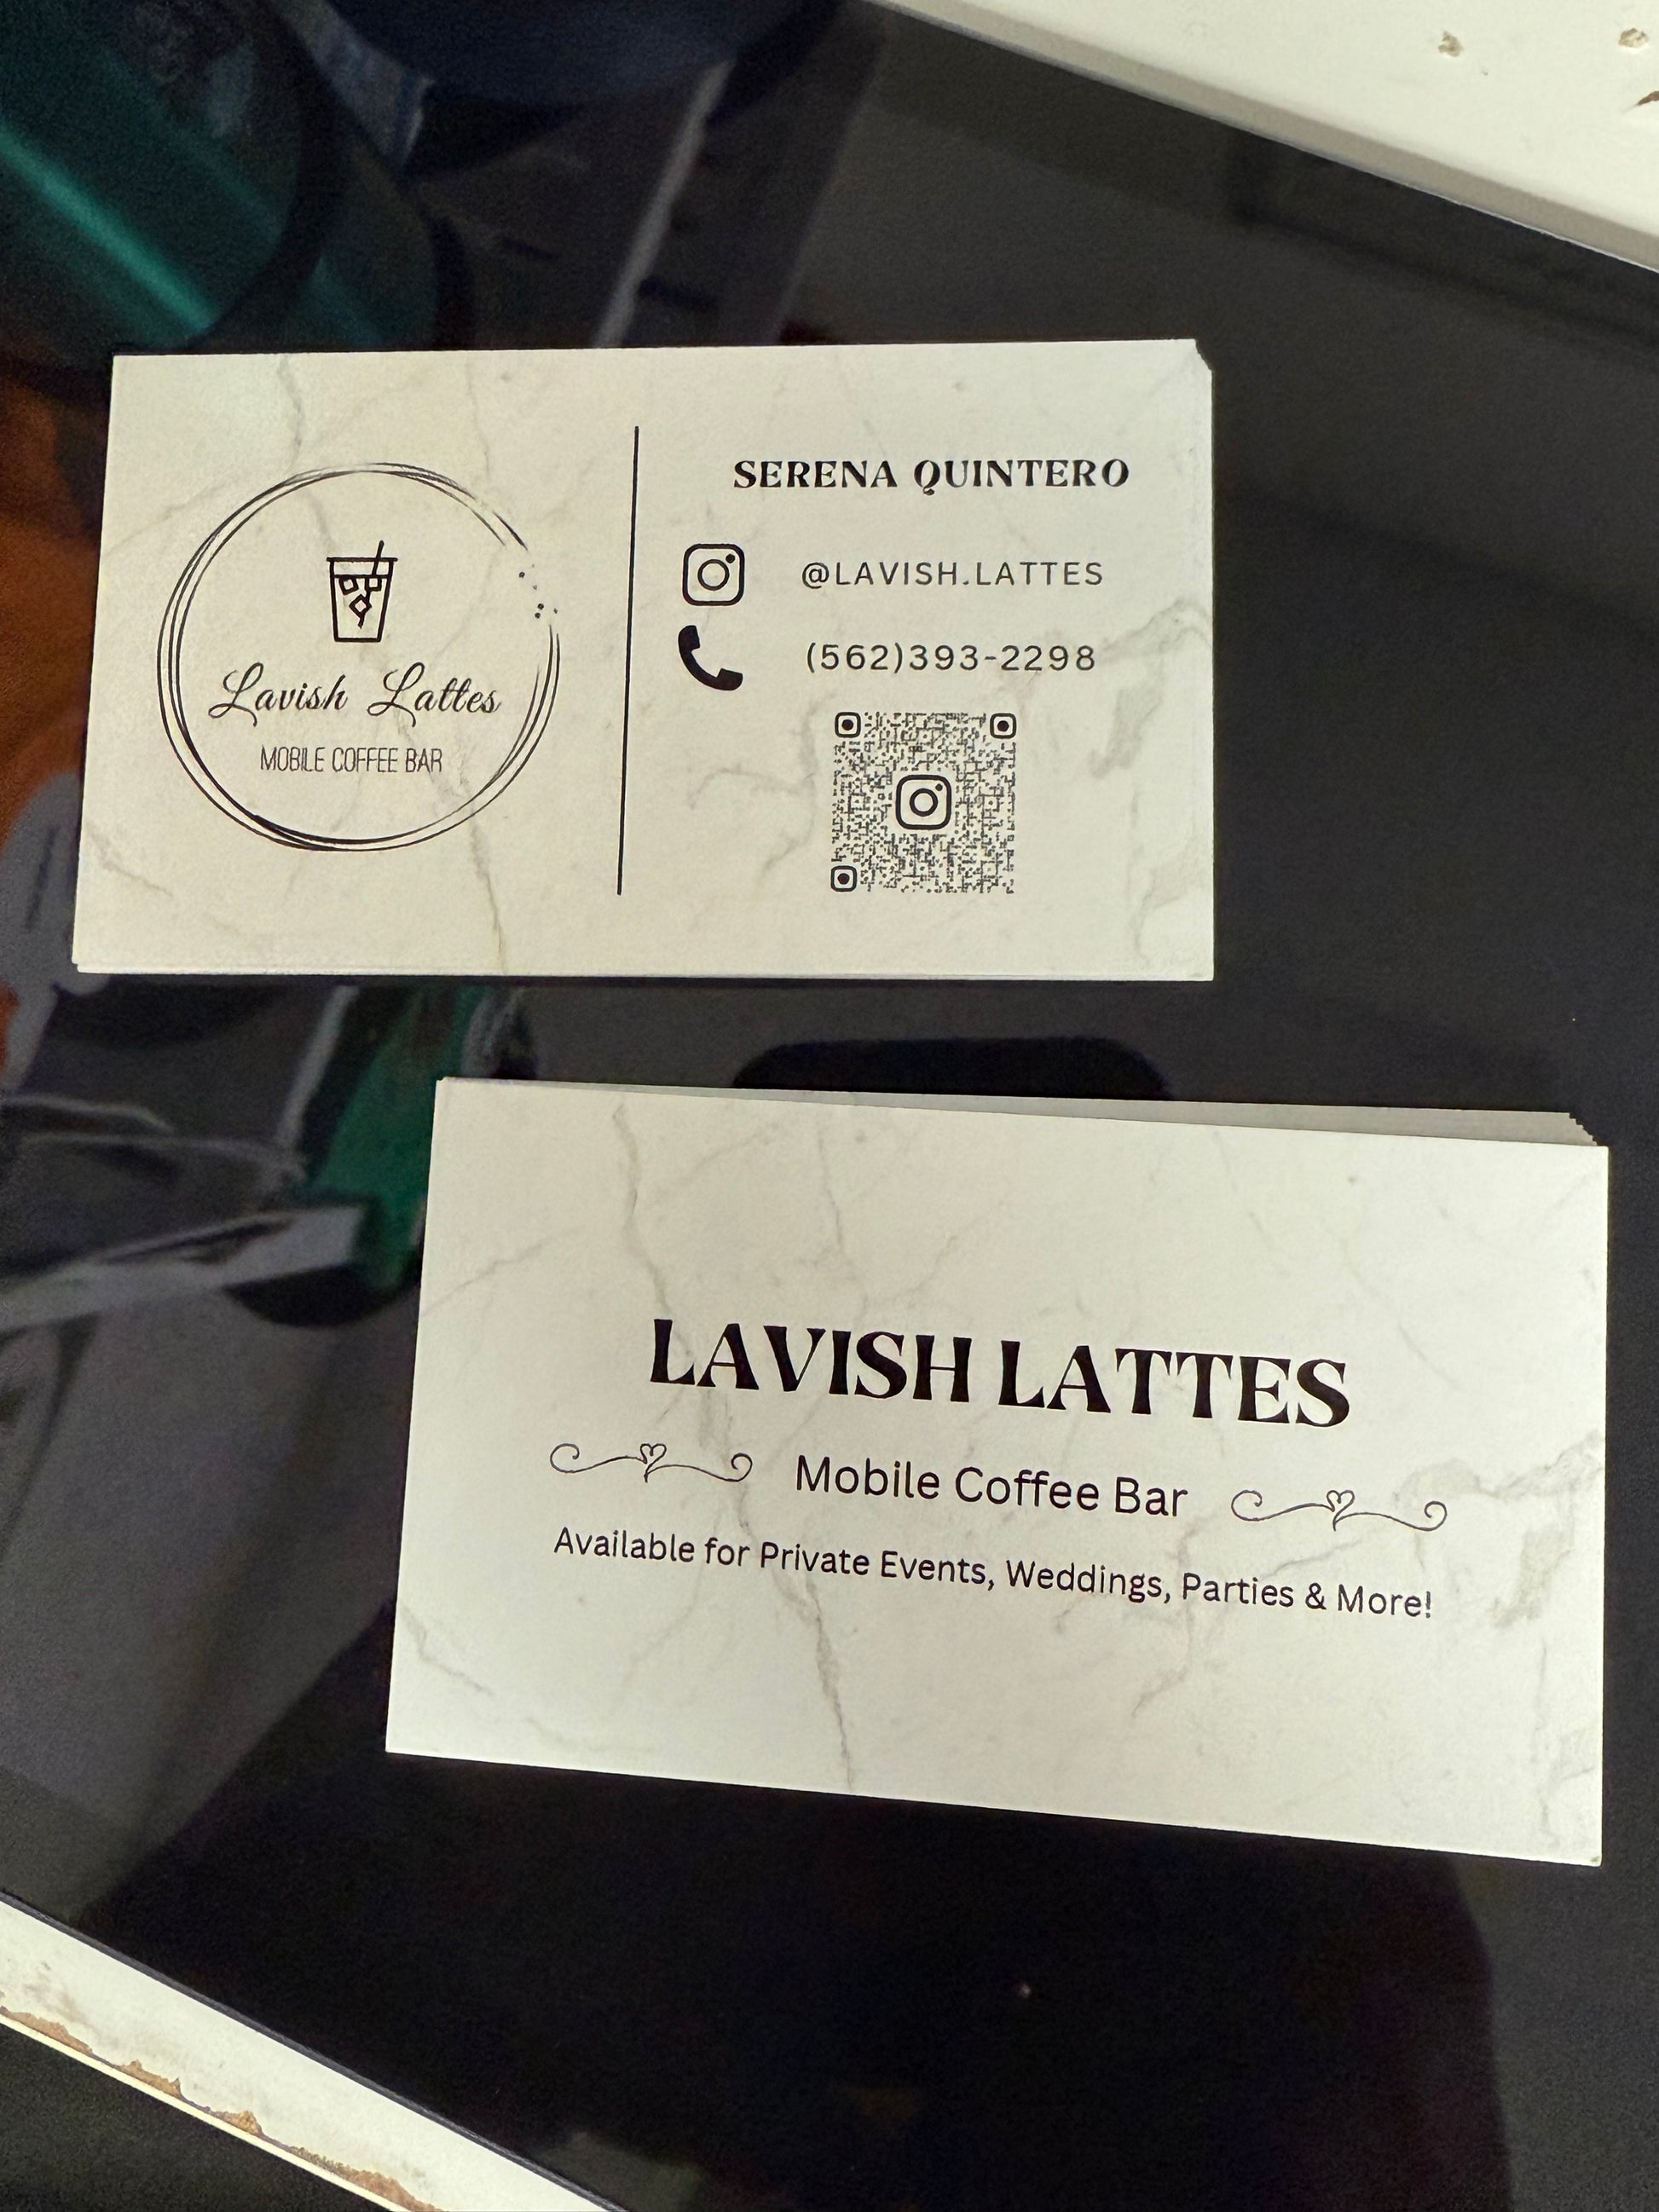 Lavish Lattes
MOBILE COFFEE BAR
SERENA QUINTERO
@LAVISH.LATTES
(562)393-2298
LAVISH LATTES
Mobile Coffee Bar
Available for Private Events, Weddings, Parties & More!